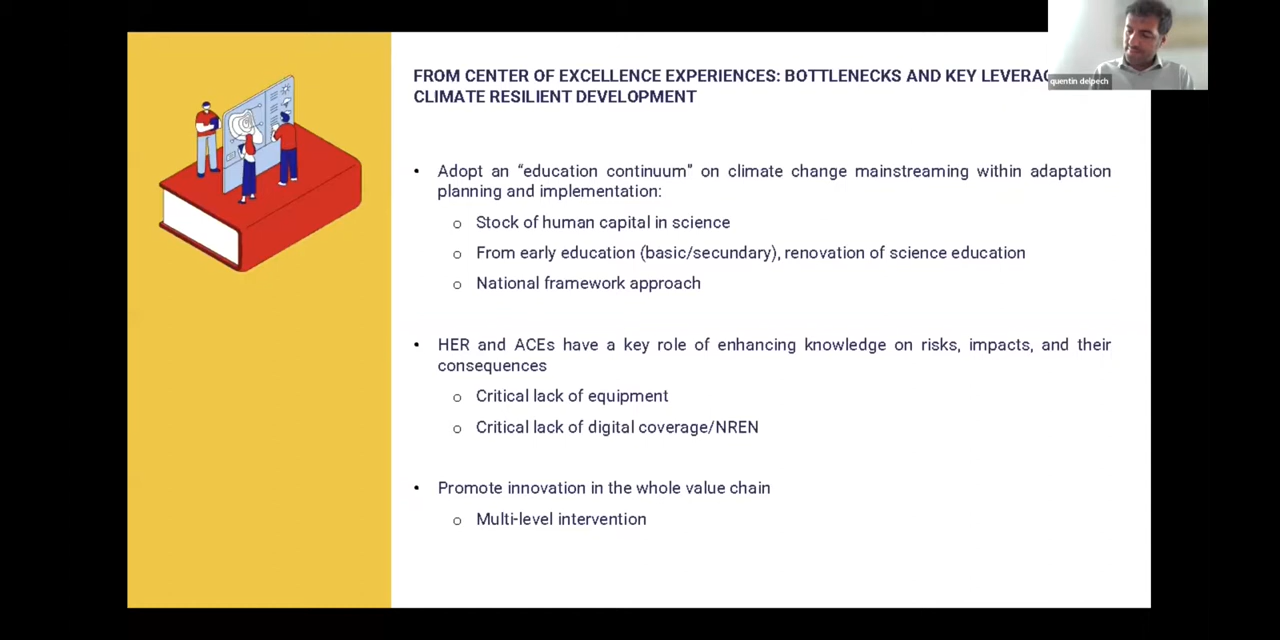 FROM CENTER OF EXCELLENCE EXPERIENCES: BOTTLENECKS AND KEY
CLIMATE RESILIENT DEVELOPMENT
quentin delpech
• Adopt an “education continuum” on climate change mainstreaming within adaptation
planning and implementation:
o Stock of human capital in science
o From early education (basic/secundary), renovation of science education
o National framework approach
• HER and ACEs have a key role of enhancing knowledge on risks, impacts, and their
consequences
o Critical lack of equipment
o Critical lack of digital coverage/NREN
• Promote innovation in the whole value chain
o Multi-level intervention